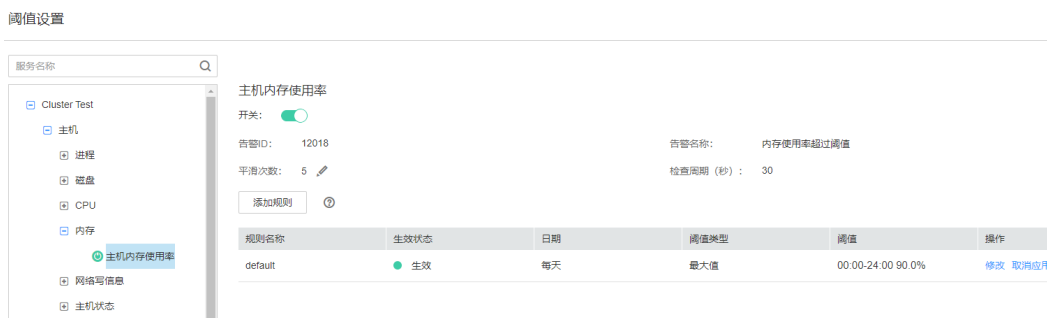 阈值设置
服务名称
Cluster Test
主机
进程
磁盘
CPU
内存
主机内存使用率
网络写信息
主机状态
主机内存使用率
开关：
告警ID： 12018 告警名称： 内存使用率超过阈值
平滑次数： 5 检查周期（秒）： 30
添加规则
规则名称 生效状态 日期 阈值类型 阈值 操作
default 生效 每天 最大值 00:00-24:00 90.0% 修改 取消应用